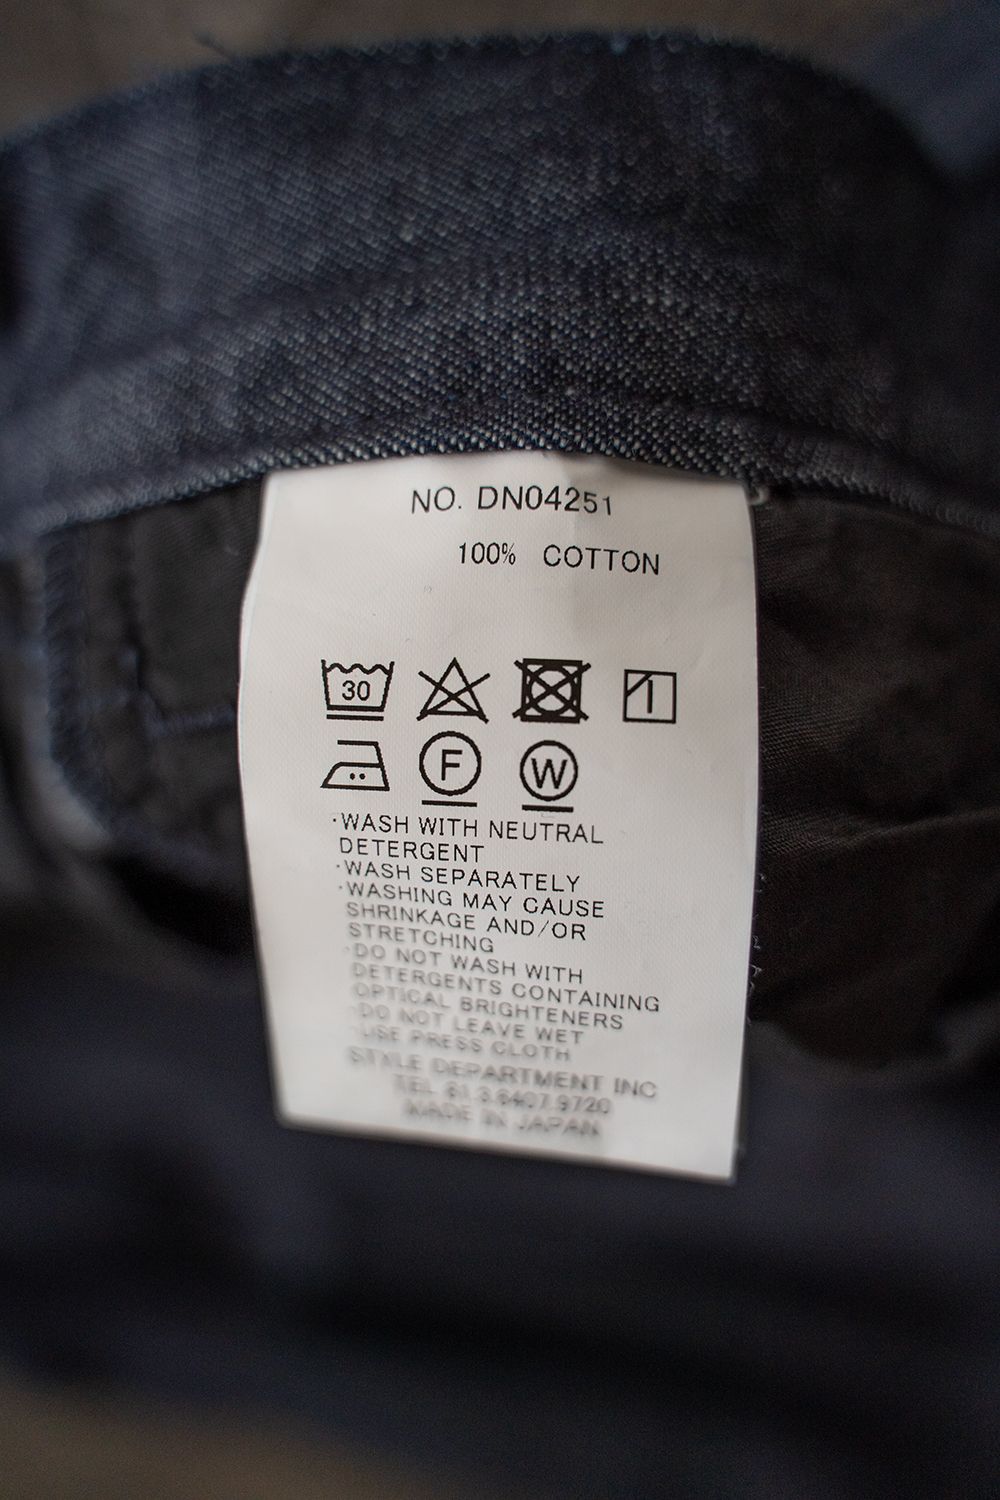 NO. DN04251
100% COTTON
30
F W
·WASH WITH NEUTRAL
DETERGENT
·WASH SEPARATELY
·WASHING MAY CAUSE
SHRINKAGE AND/OR
STRETCHING
·DO NOT WASH WITH
DETERGENTS CONTAINING
OPTICAL BRIGHTENERS
·DO NOT LEAVE WET
·USE PRESS CLOTH
STYLE DEPARTMENT INC
TEL 81.3.6407.9720
MADE IN JAPAN